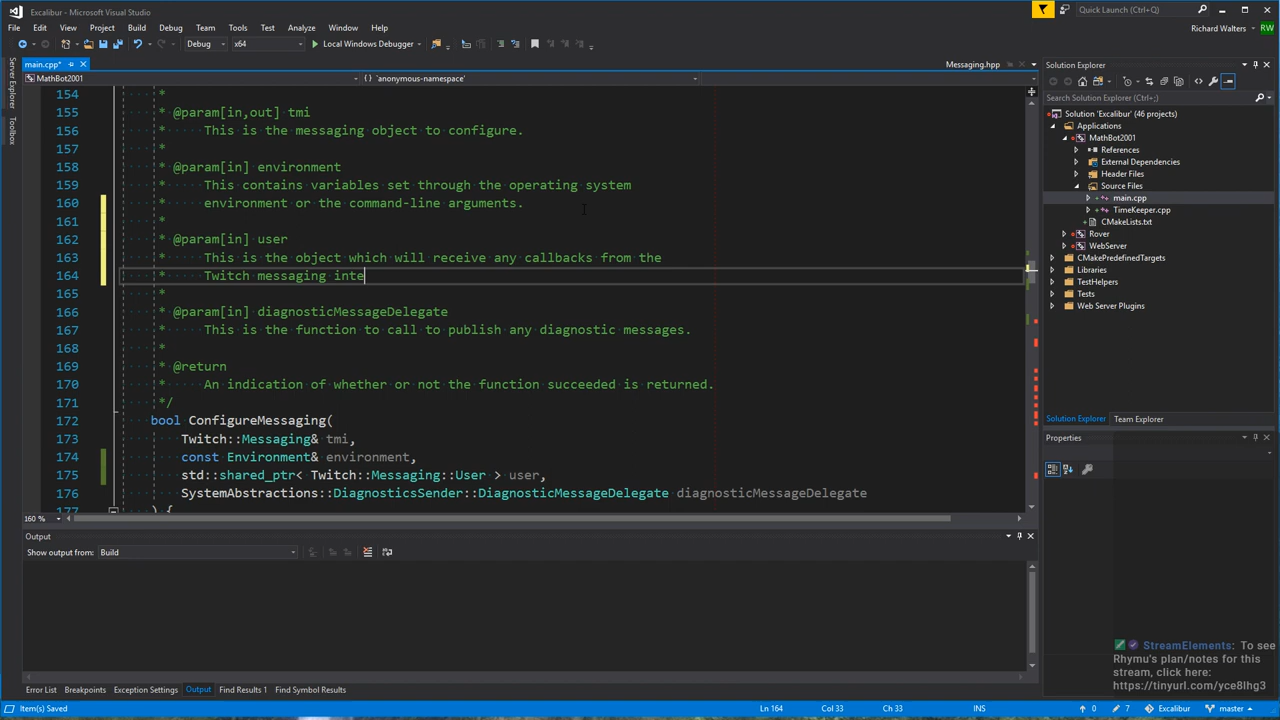 Excalibur - Microsoft Visual Studio
Quick Launch (Ctrl+Q)
File Edit View Project Build Debug Team Tools Test Analyze Window Help
Richard Walters RW
Debug x64 Local Windows Debugger
Server Explorer
Toolbox
main.cpp*
Messaging.hpp
MathBot2001
{} `anonymous-namespace'
154 *
155 * @param[in,out] tmi
156 * This is the messaging object to configure.
157 *
158 * @param[in] environment
159 * This contains variables set through the operating system
160 * environment or the command-line arguments.
161 *
162 * @param[in] user
163 * This is the object which will receive any callbacks from the
164 * Twitch messaging inte
165 *
166 * @param[in] diagnosticMessageDelegate
167 * This is the function to call to publish any diagnostic messages.
168 *
169 * @return
170 * An indication of whether or not the function succeeded is returned.
171 */
172 bool ConfigureMessaging(
173 Twitch::Messaging& tmi,
174 const Environment& environment,
175 std::shared_ptr< Twitch::Messaging::User > user,
176 SystemAbstractions::DiagnosticsSender::DiagnosticMessageDelegate diagnosticMessageDelegate
177 ) {
160 %
Solution Explorer
Search Solution Explorer (Ctrl+;)
Solution 'Excalibur' (46 projects)
Applications
MathBot2001
References
External Dependencies
Header Files
Source Files
main.cpp
TimeKeeper.cpp
CMakeLists.txt
Rover
WebServer
CMakePredefinedTargets
Libraries
TestHelpers
Tests
Web Server Plugins
Solution Explorer Team Explorer
Properties
Output
Show output from: Build
Error List Breakpoints Exception Settings Output Find Results 1 Find Symbol Results
StreamElements: To see
Rhymu's plan/notes for this
stream, click here:
https://tinyurl.com/yce8lhg3
Item(s) Saved
Ln 164 Col 33 Ch 33 INS
0 7 Excalibur master